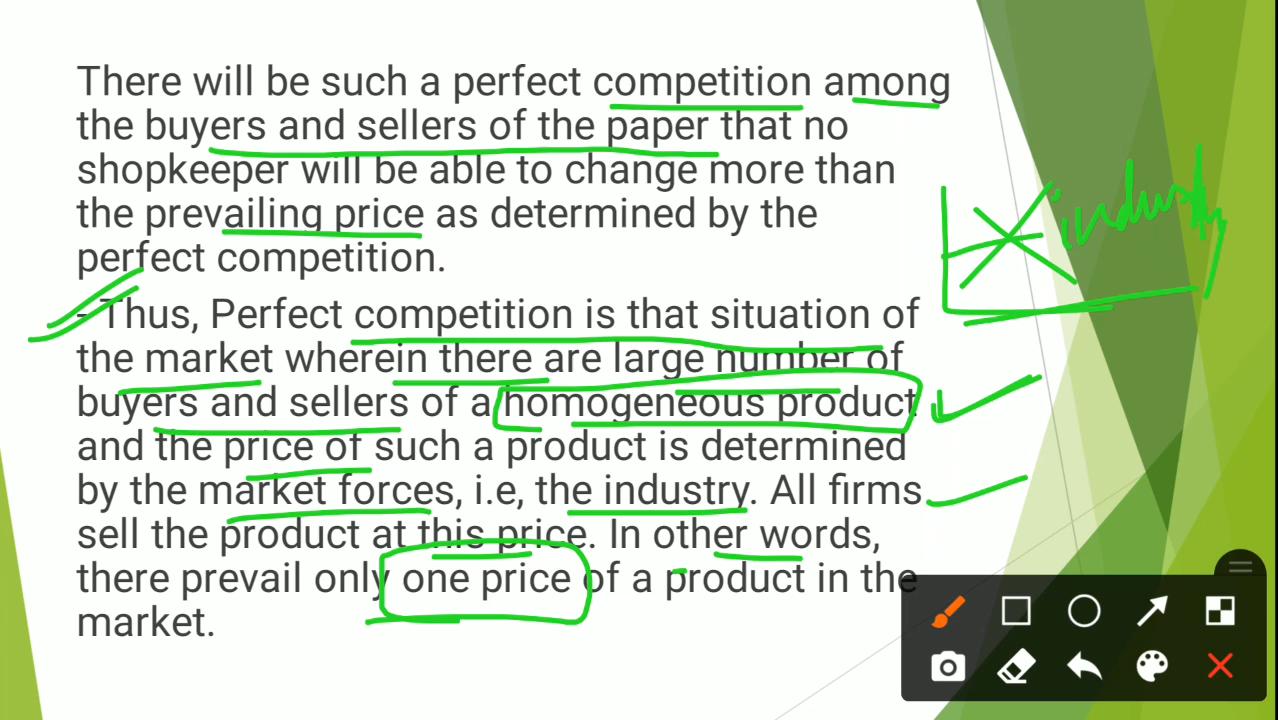 There will be such a perfect competition among
the buyers and sellers of the paper that no
shopkeeper will be able to change more than
the prevailing price as determined by the
perfect competition.
- Thus, Perfect competition is that situation of
the market wherein there are large number of
buyers and sellers of a homogeneous product
and the price of such a product is determined
by the market forces, i.e, the industry. All firms
sell the product at this price. In other words,
there prevail only one price of a product in the
market.
industry